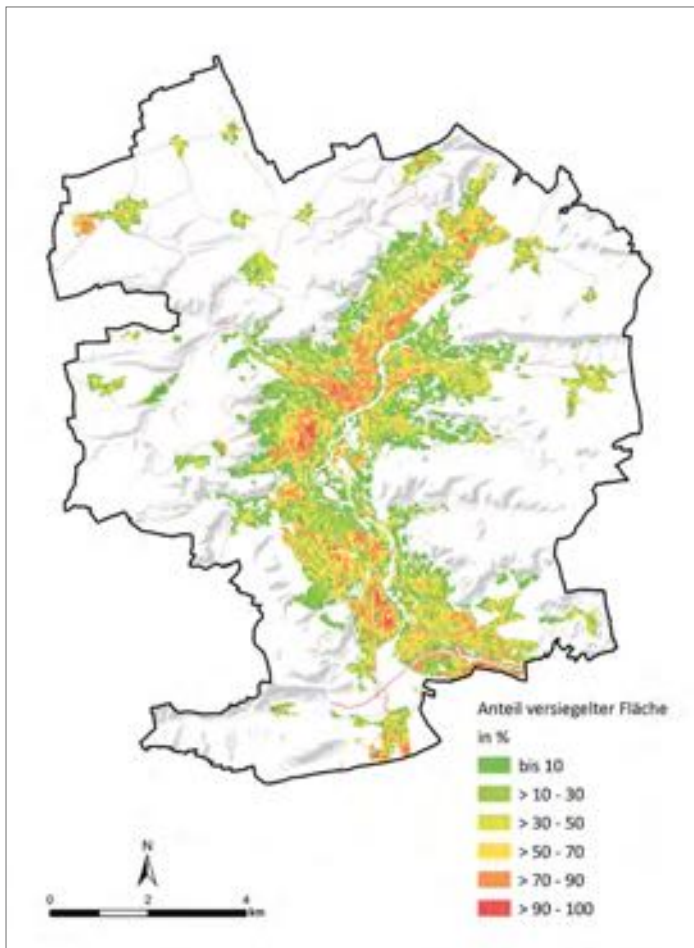 Anteil versiegelter Fläche
in %
bis 10
> 10 - 30
> 30 - 50
> 50 - 70
> 70 - 90
> 90 - 100
N
0 2 4
km